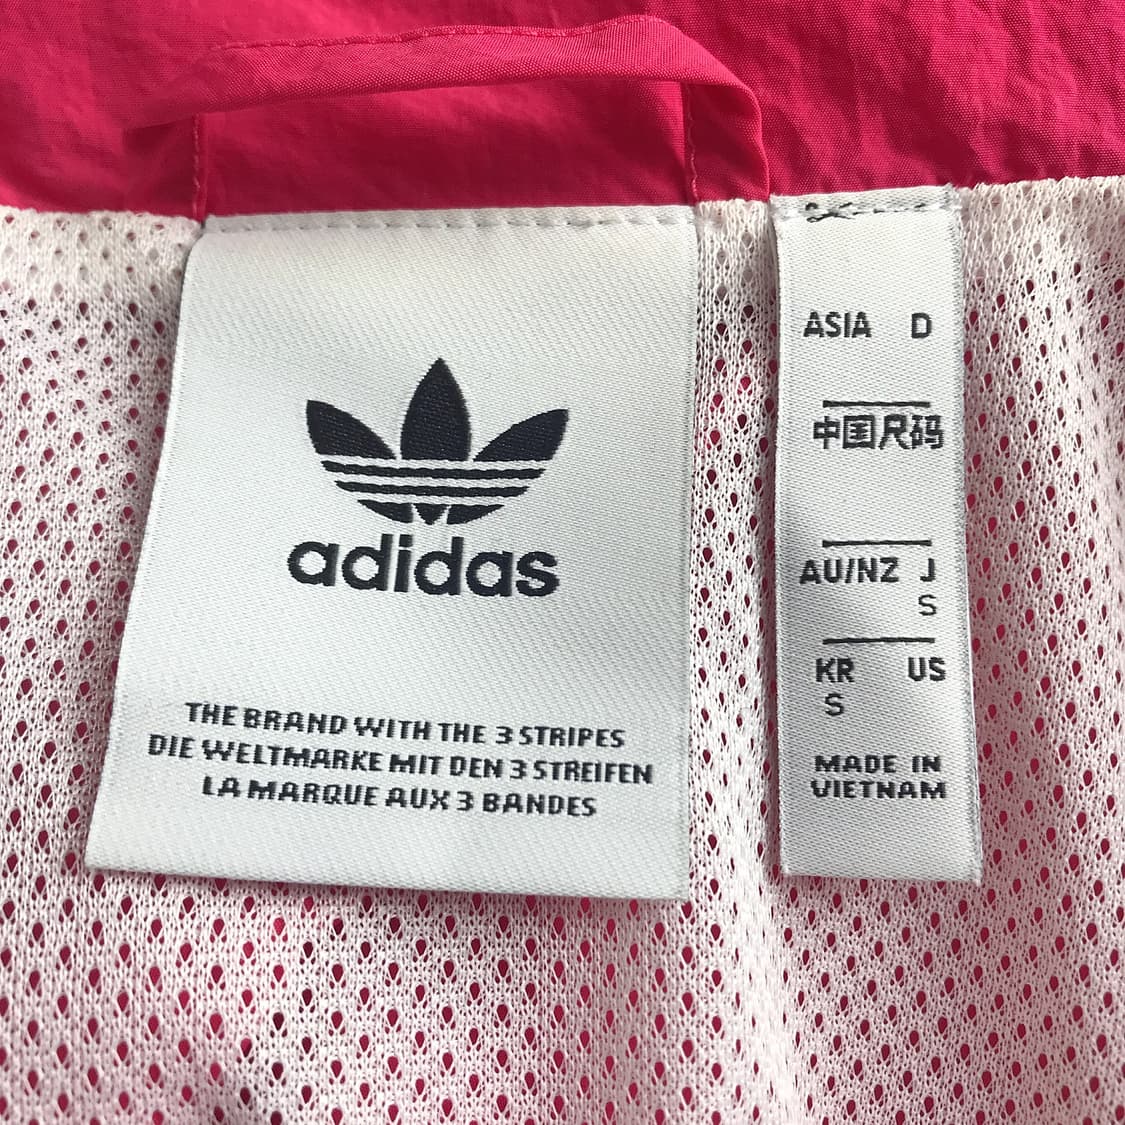 adidas
THE BRAND WITH THE 3 STRIPES
DIE WELTMARKE MIT DEN 3 STREIFEN
LA MARQUE AUX 3 BANDES
ASIA D
中国尺码
AU/NZ J
S
KR US
S
MADE IN
VIETNAM